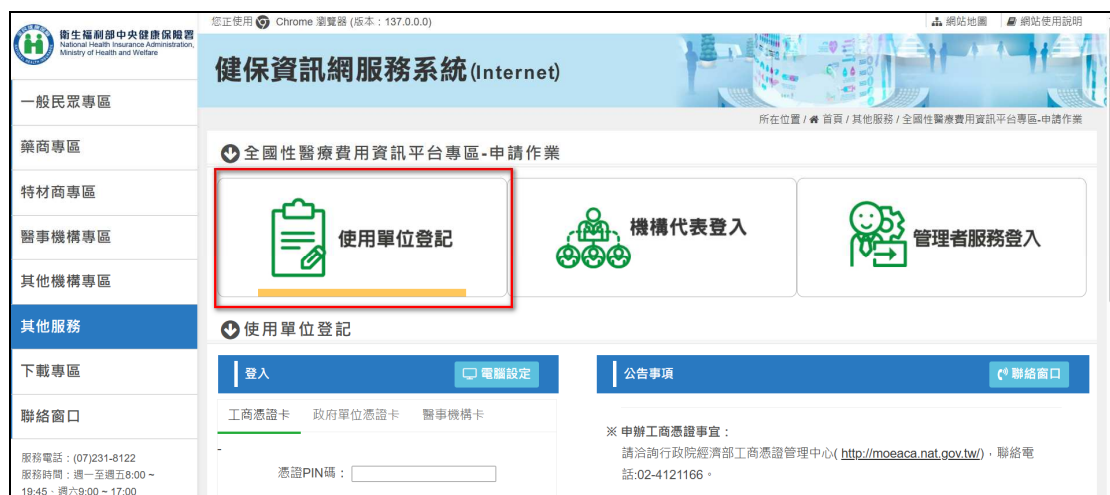 衛生福利部中央健康保險署
National Health Insurance Administration,
Ministry of Health and Welfare
一般民眾專區
藥商專區
特材商專區
醫事機構專區
其他機構專區
其他服務
下載專區
聯絡窗口
服務電話：(07)231-8122
服務時間：週一至週五8:00 ~
19:45、週六9:00 ~ 17:00
您正使用 Chrome 瀏覽器 (版本：137.0.0.0)
網站地圖
網站使用說明
健保資訊網服務系統(Internet)
所在位置 / 首頁 / 其他服務 / 全國性醫療費用資訊平台專區-申請作業
全國性醫療費用資訊平台專區-申請作業
使用單位登記
機構代表登入
管理者服務登入
使用單位登記
登入
電腦設定
工商憑證卡 政府單位憑證卡 醫事機構卡
-
憑證PIN碼：
公告事項
聯絡窗口
※ 申辦工商憑證事宜：
請洽詢行政院經濟部工商憑證管理中心( http://moeaca.nat.gov.tw/)，聯絡電
話:02-4121166。